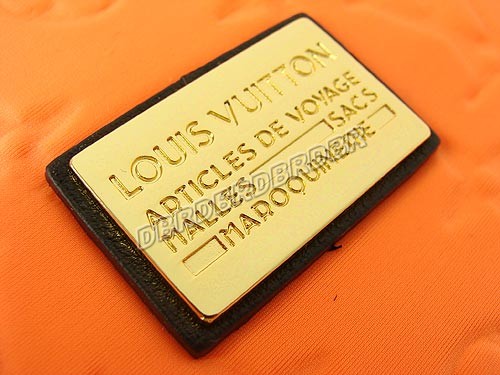 LOUIS VUITTON
ARTICLES DE VOYAGE
MALLES SACS
MAROQUINERIE